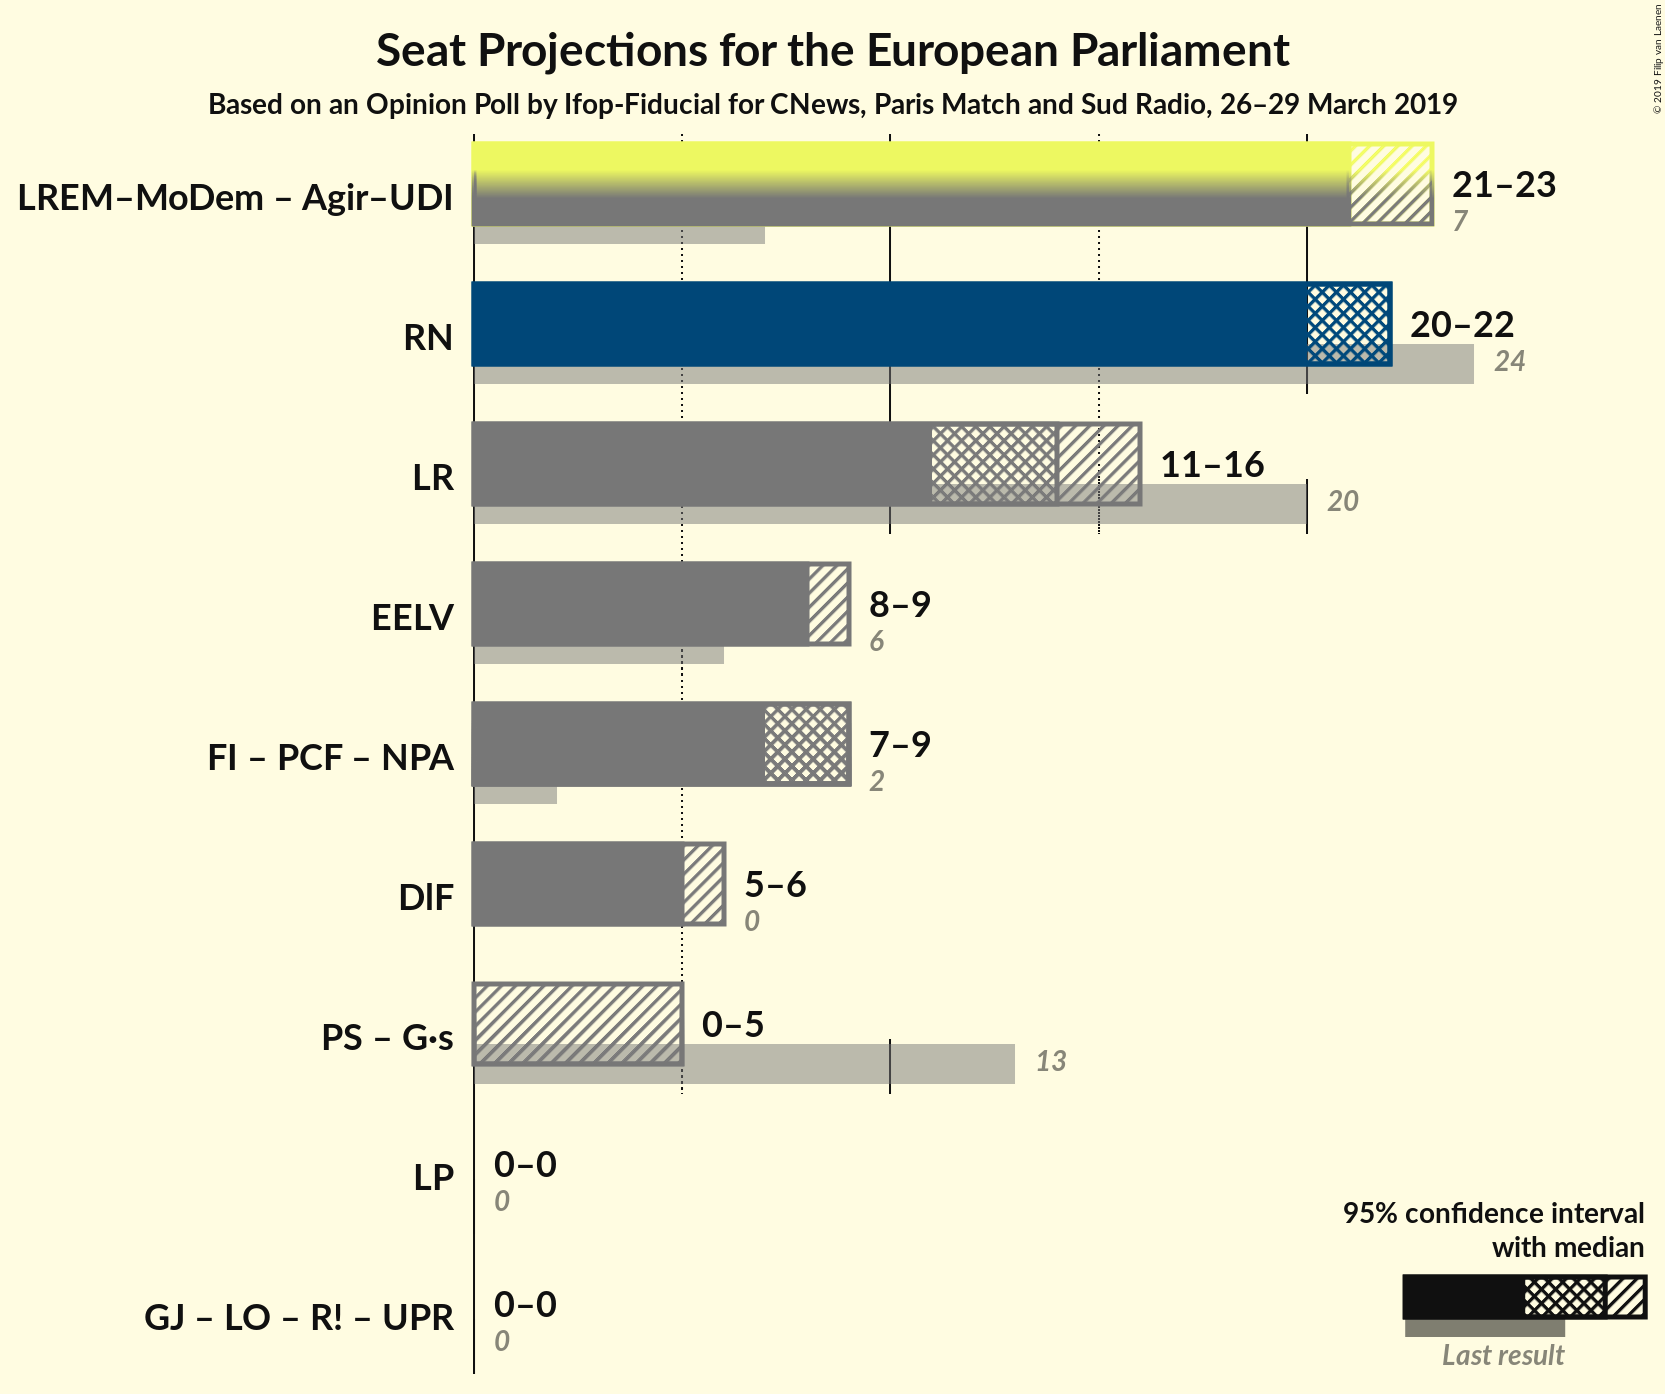 Seat Projections for the European Parliament
Based on an Opinion Poll by Ifop-Fiducial for CNews, Paris Match and Sud Radio, 26–29 March 2019
© 2019 Filip van Laenen
LREM–MoDem – Agir–UDI
21–23
7
RN
20–22
24
LR
11–16
20
EELV
8–9
6
FI – PCF – NPA
7–9
2
DlF
5–6
0
PS – G·s
0–5
13
LP
0–0
0
GJ – LO – R! – UPR
0–0
0
95% confidence interval
with median
Last result